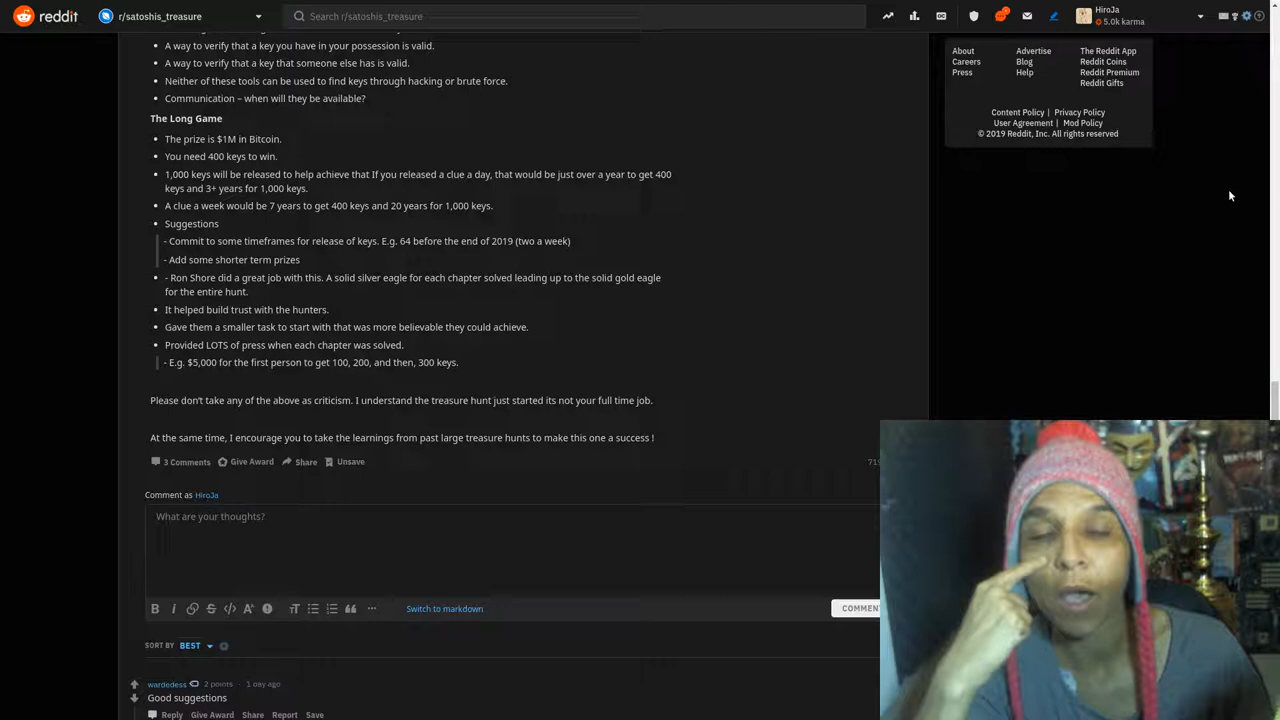 reddit
r/satoshis_treasure
Search r/satoshis_treasure
HiroJa
5.0k karma
A way to verify that a key you have in your possession is valid.
A way to verify that a key that someone else has is valid.
Neither of these tools can be used to find keys through hacking or brute force.
Communication – when will they be available?
The Long Game
The prize is $1M in Bitcoin.
You need 400 keys to win.
1,000 keys will be released to help achieve that If you released a clue a day, that would be just over a year to get 400
keys and 3+ years for 1,000 keys.
A clue a week would be 7 years to get 400 keys and 20 years for 1,000 keys.
Suggestions
- Commit to some timeframes for release of keys. E.g. 64 before the end of 2019 (two a week)
- Add some shorter term prizes
- Ron Shore did a great job with this. A solid silver eagle for each chapter solved leading up to the solid gold eagle
for the entire hunt.
It helped build trust with the hunters.
Gave them a smaller task to start with that was more believable they could achieve.
Provided LOTS of press when each chapter was solved.
- E.g. $5,000 for the first person to get 100, 200, and then, 300 keys.
Please don't take any of the above as criticism. I understand the treasure hunt just started its not your full time job.
At the same time, I encourage you to take the learnings from past large treasure hunts to make this one a success !
3 Comments Give Award Share Unsave
Comment as HiroJa
What are your thoughts?
Switch to markdown
COMMEN
SORT BY BEST
wardedess 2 points · 1 day ago
Good suggestions
Reply Give Award Share Report Save
About Advertise The Reddit App
Careers Blog Reddit Coins
Press Help Reddit Premium
Reddit Gifts
Content Policy | Privacy Policy
User Agreement | Mod Policy
© 2019 Reddit, Inc. All rights reserved